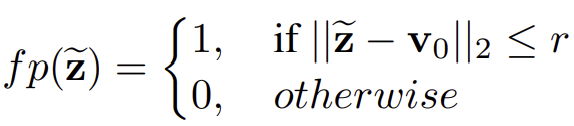 fp(z̃) = { 1, if ||z̃ − v₀||₂ ≤ r
0, otherwise